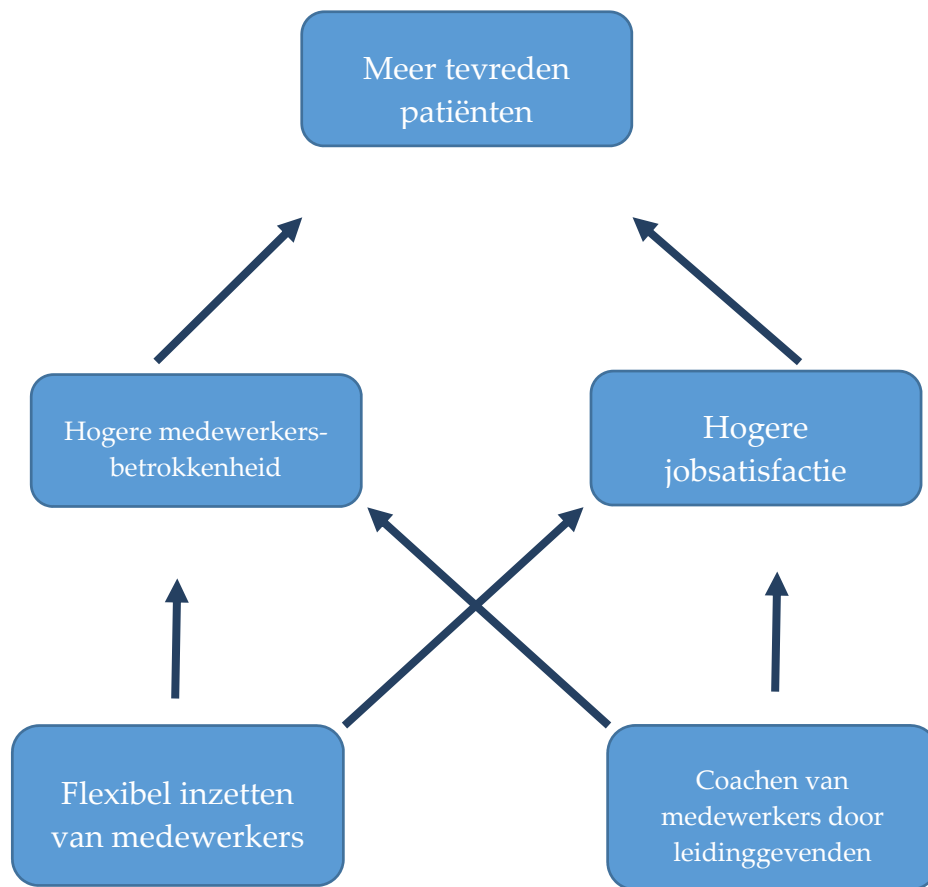 Meer tevreden
patiënten
Hogere medewerkers-
betrokkenheid
Hogere
jobsatisfactie
Flexibel inzetten
van medewerkers
Coachen van
medewerkers door
leidinggevenden